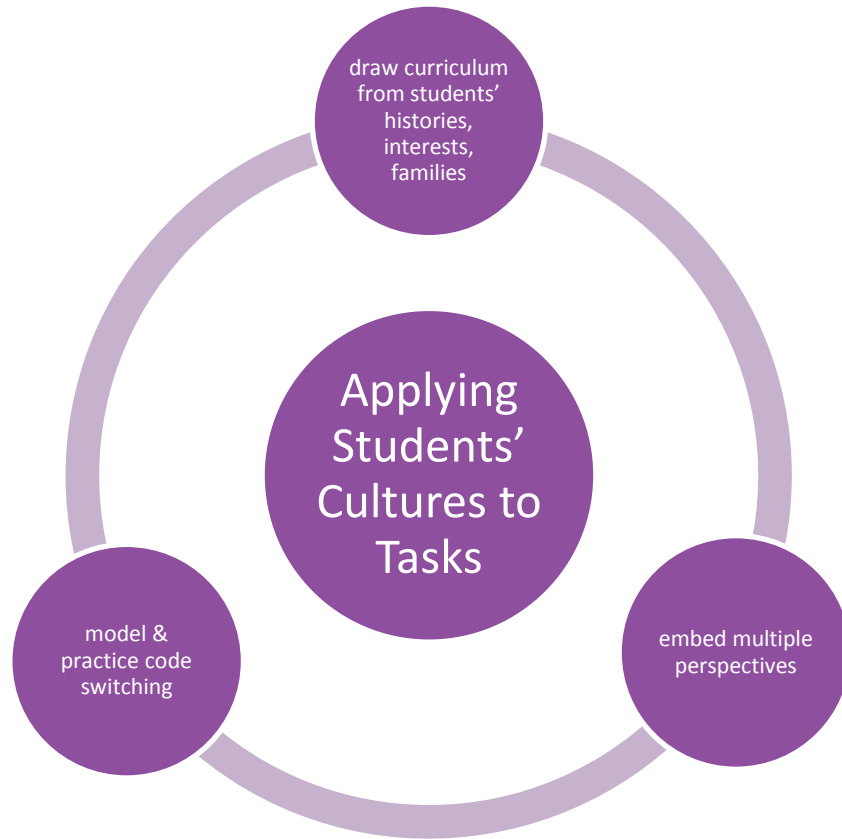 draw curriculum
from students’
histories,
interests,
families
Applying
Students’
Cultures to
Tasks
model &
practice code
switching
embed multiple
perspectives